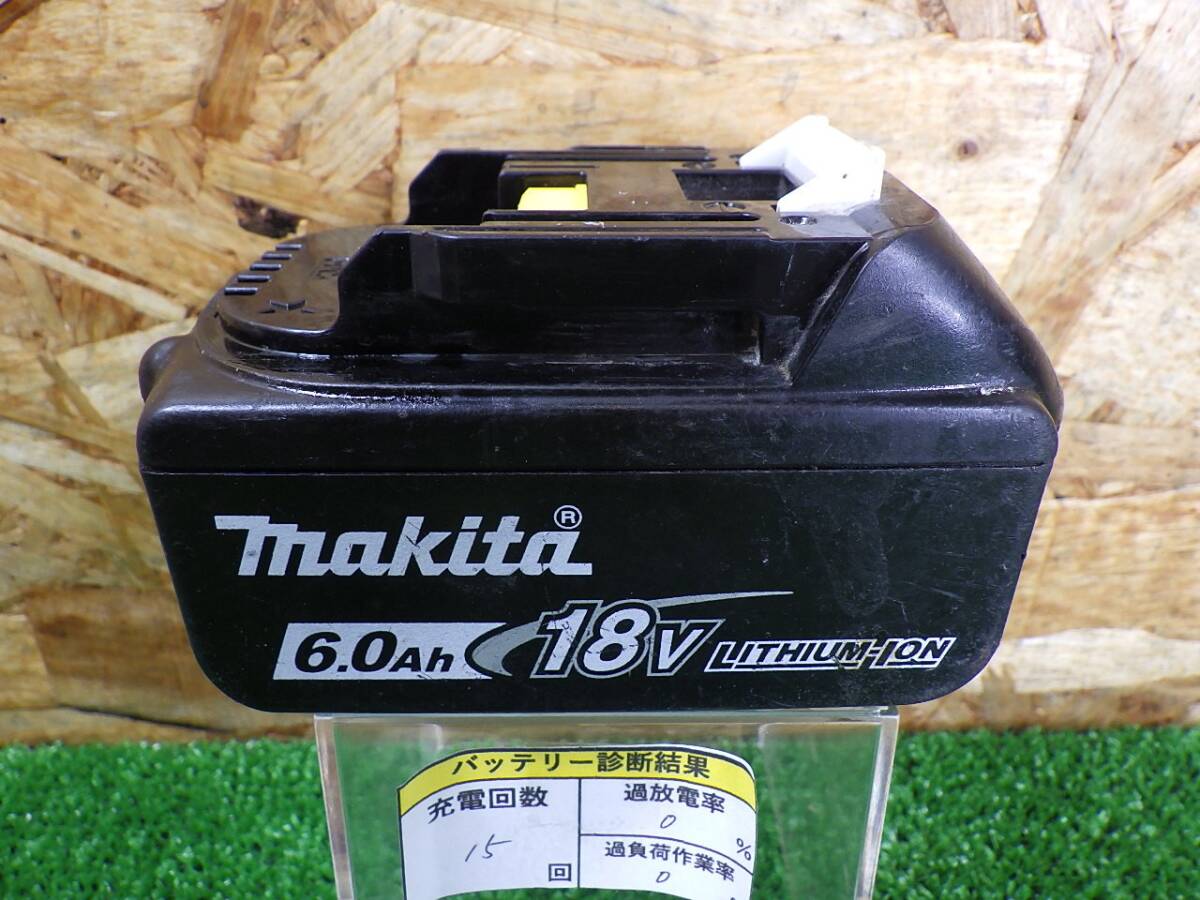 makita®
6.0Ah 18V LITHIUM-ION
バッテリー診断結果
充電回数
15
回
過放電率
0
%
過負荷作業率
0